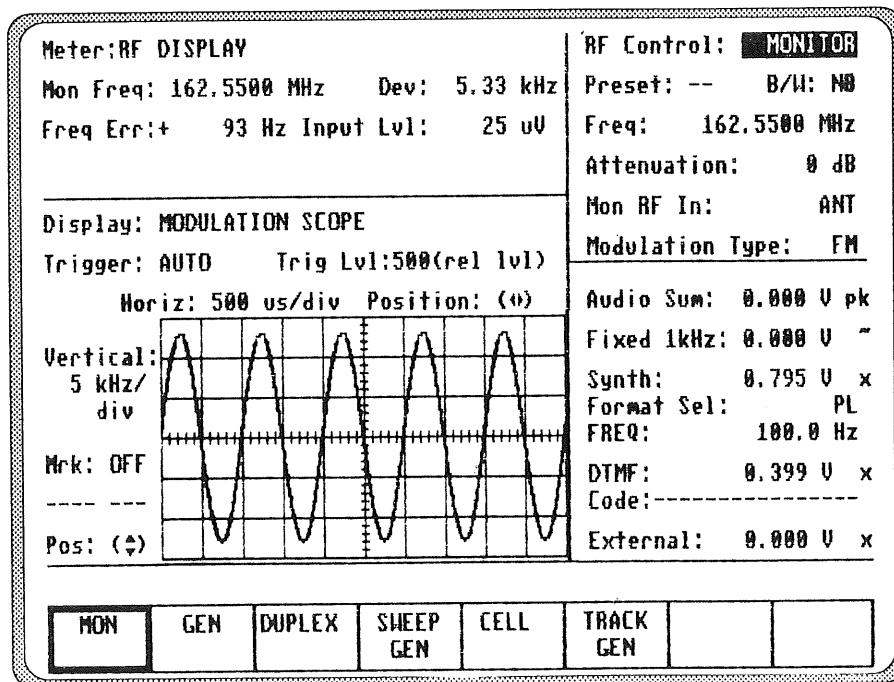 Meter:RF DISPLAY
Mon Freq: 162.5500 MHz Dev: 5.33 kHz
Freq Err:+ 93 Hz Input Lvl: 25 uV
Display: MODULATION SCOPE
Trigger: AUTO Trig Lvl:500(rel lvl)
Horiz: 500 us/div Position: (↔)
Vertical:
5 kHz/
div
Mrk: OFF
---- ---
Pos: (⬍)
RF Control: MONITOR
Preset: -- B/W: NB
Freq: 162.5500 MHz
Attenuation: 0 dB
Mon RF In: ANT
Modulation Type: FM
Audio Sum: 0.000 V pk
Fixed 1kHz: 0.080 V ~
Synth: 0.795 V x
Format Sel: PL
FREQ: 100.0 Hz
DTMF: 0.399 V x
Code:----------------
External: 0.000 V x
MON GEN DUPLEX SWEEP GEN CELL TRACK GEN